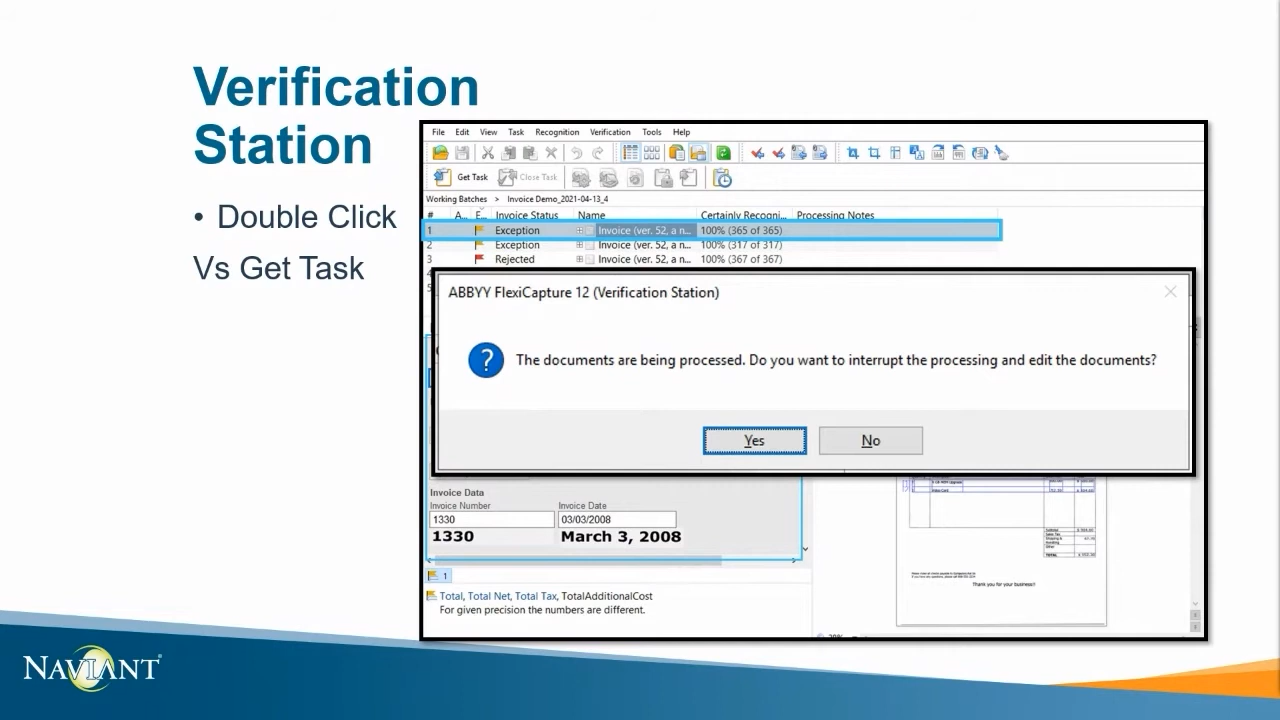 Verification
Station
• Double Click
Vs Get Task
File Edit View Task Recognition Verification Tools Help
Get Task Close Task
Working Batches > Invoice Demo_2021-04-13_4
# A... E... Invoice Status Name Certainly Recogni... Processing Notes
1 Exception Invoice (ver. 52, a n... 100% (365 of 365)
2 Exception Invoice (ver. 52, a n... 100% (317 of 317)
3 Rejected Invoice (ver. 52, a n... 100% (367 of 367)
ABBYY FlexiCapture 12 (Verification Station)
The documents are being processed. Do you want to interrupt the processing and edit the documents?
Yes No
Invoice Data
Invoice Number Invoice Date
1330 03/03/2008
1330 March 3, 2008
TOTAL
Thank you for your business!!
1
Total, Total Net, Total Tax, TotalAdditionalCost
For given precision the numbers are different.
NAVIANT